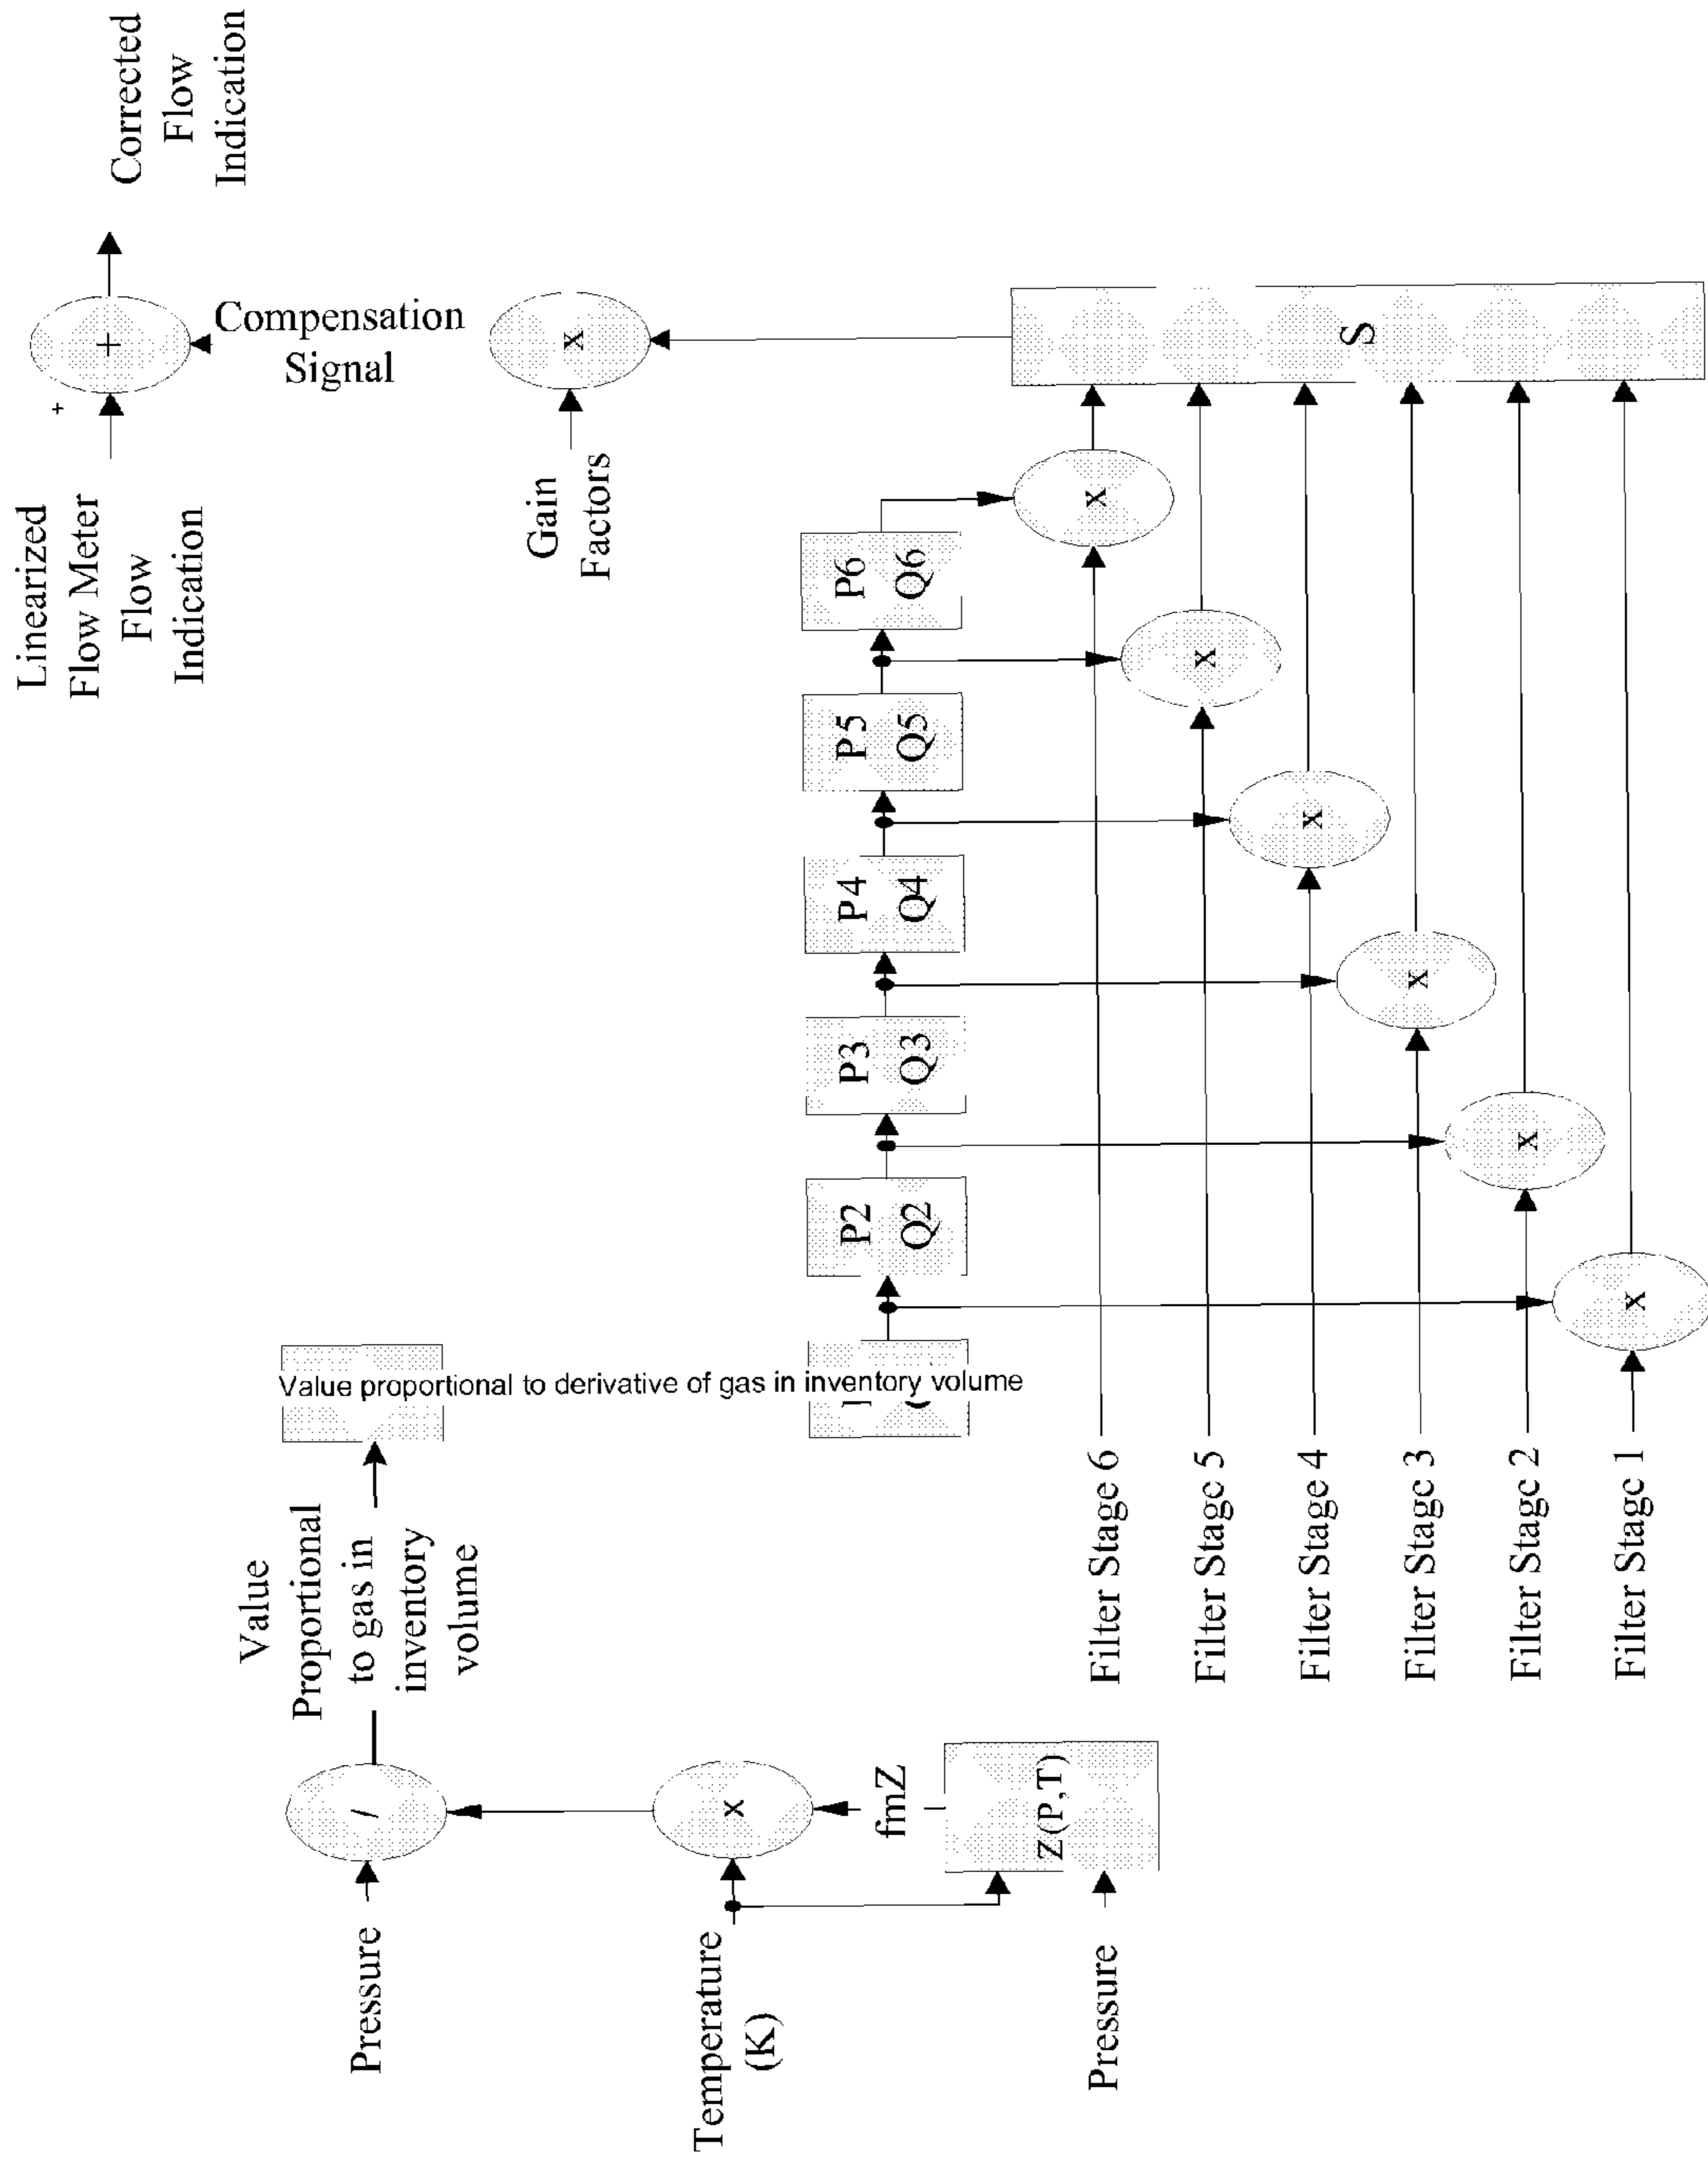 Linearized
Flow Meter
Flow
Indication
+
+
Corrected
Flow
Indication
Compensation
Signal
Gain
Factors
x
Pressure
/
Value
Proportional
to gas in
inventory
volume
Value proportional to derivative of gas in inventory volume
Temperature
(K)
x
fmZ
Pressure
Z(P,T)
P2
Q2
P3
Q3
P4
Q4
P5
Q5
P6
Q6
Filter Stage 6
x
Filter Stage 5
x
Filter Stage 4
x
Filter Stage 3
x
Filter Stage 2
x
Filter Stage 1
x
S